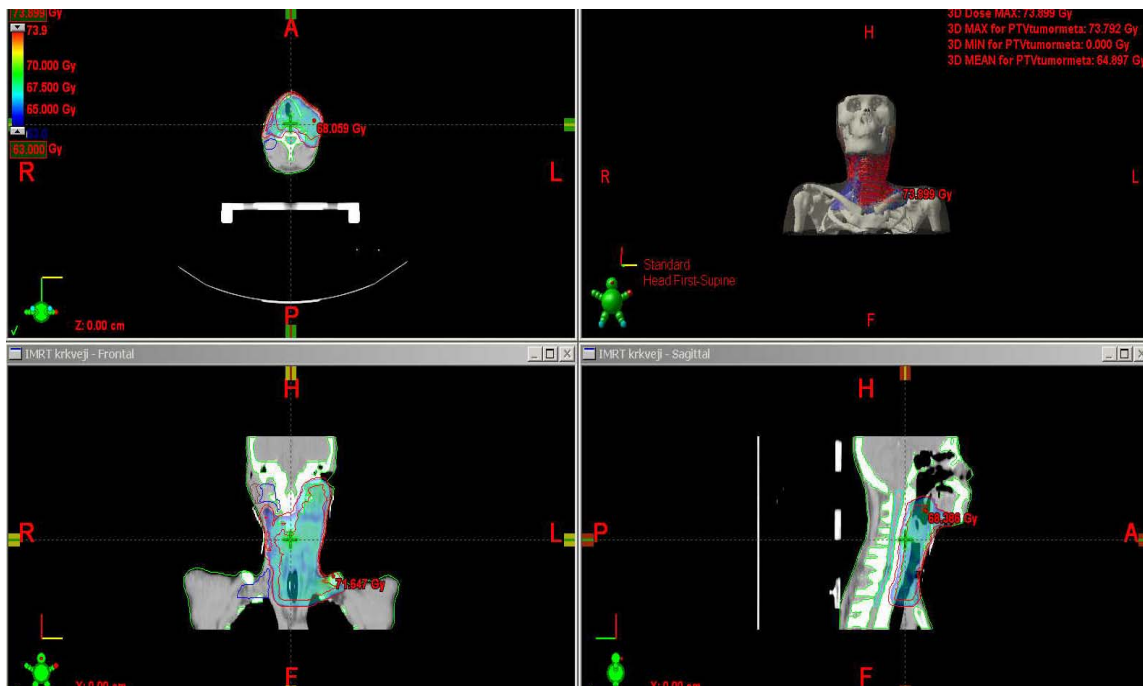 73.899 Gy
73.9
70.000 Gy
67.500 Gy
65.000 Gy
63.0
63.000 Gy
A
R
L
P
68.059 Gy
Z: 0.00 cm
3D Dose MAX: 73.899 Gy
3D MAX for PTVtumormeta: 73.792 Gy
3D MIN for PTVtumormeta: 0.000 Gy
3D MEAN for PTVtumormeta: 64.897 Gy
H
R
L
F
73.899 Gy
Standard
Head First-Supine
IMRT krkveji - Frontal
H
R
L
F
71.647 Gy
IMRT krkveji - Sagittal
H
P
A
F
68.388 Gy